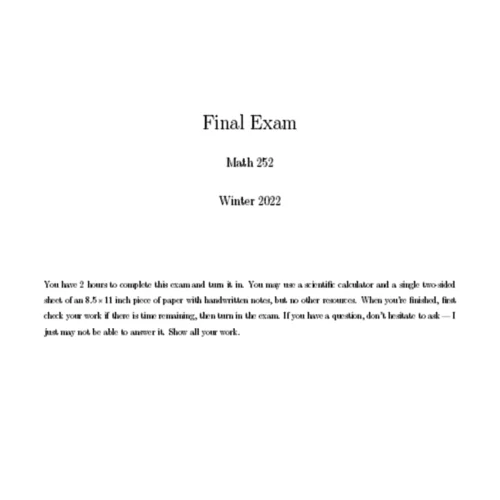 Final Exam
Math 252
Winter 2022
You have 2 hours to complete this exam and turn it in. You may use a scientific calculator and a single two-sided
sheet of an 8.5 × 11 inch piece of paper with handwritten notes, but no other resources. When you're finished, first
check your work if there is time remaining, then turn in the exam. If you have a question, don't hesitate to ask — I
just may not be able to answer it. Show all your work.